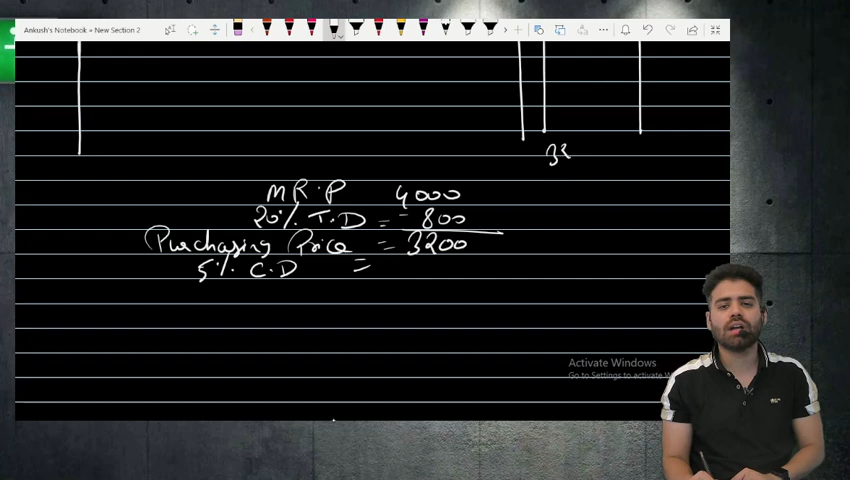 Ankush's Notebook » New Section 2
M R.P 4000
20% T.D = - 800
Purchasing Price = 3200
5% C.D =
Activate Windows
Go to Settings to activate W